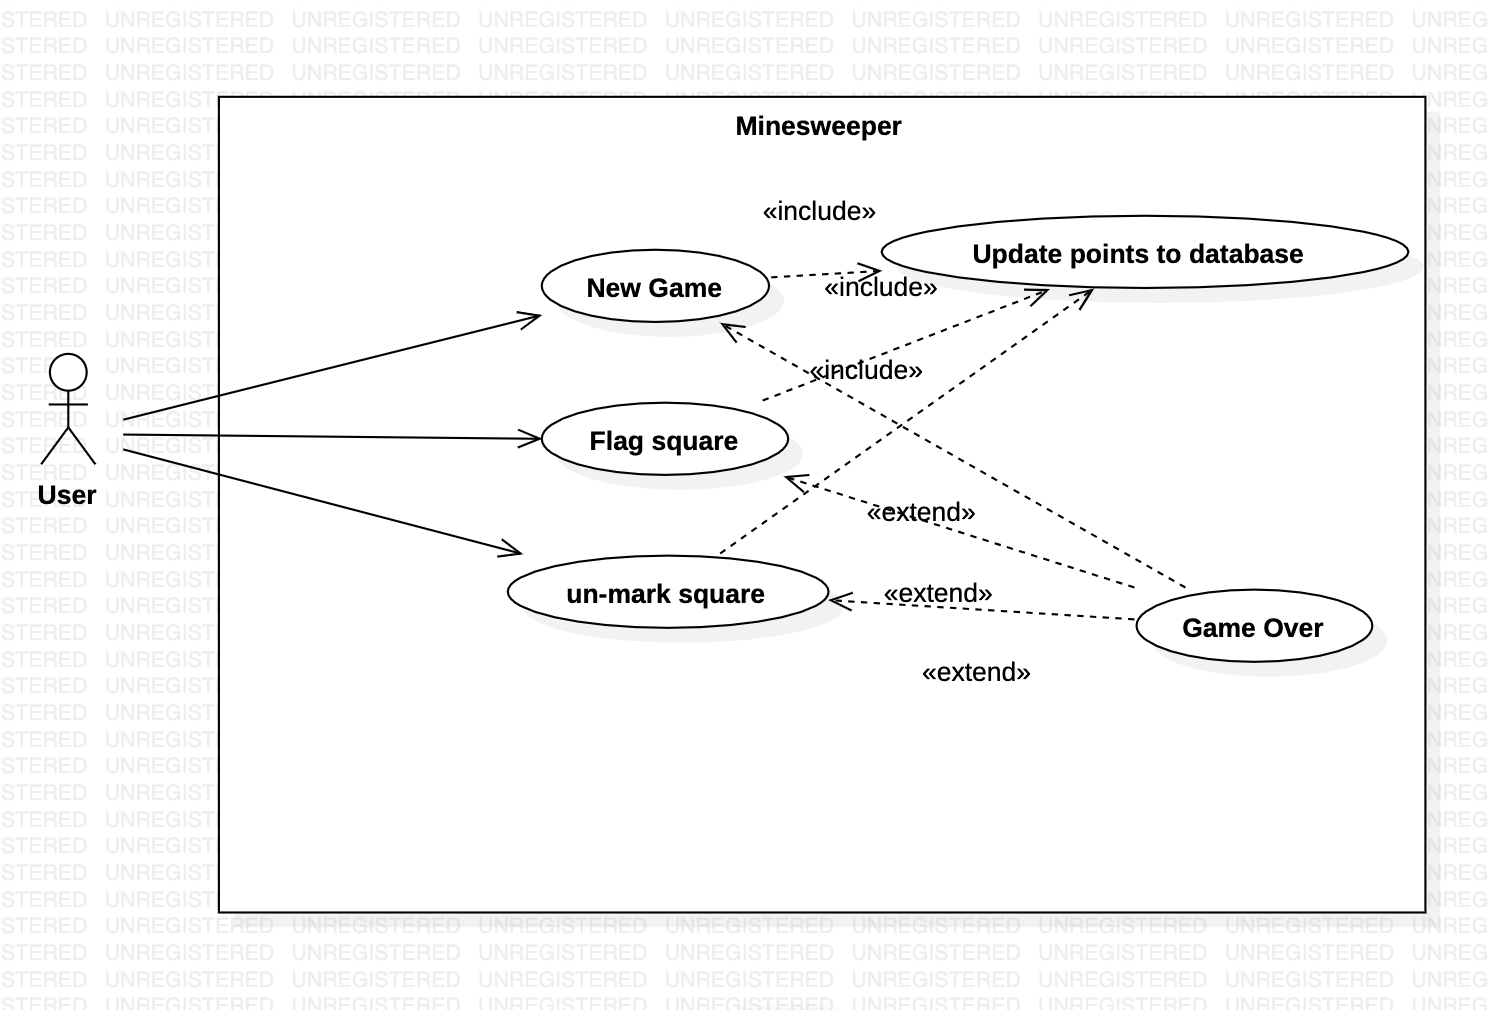 Minesweeper
«include»
Update points to database
New Game
«include»
«include»
Flag square
User
«extend»
un-mark square
«extend»
Game Over
«extend»
UNREGISTERED